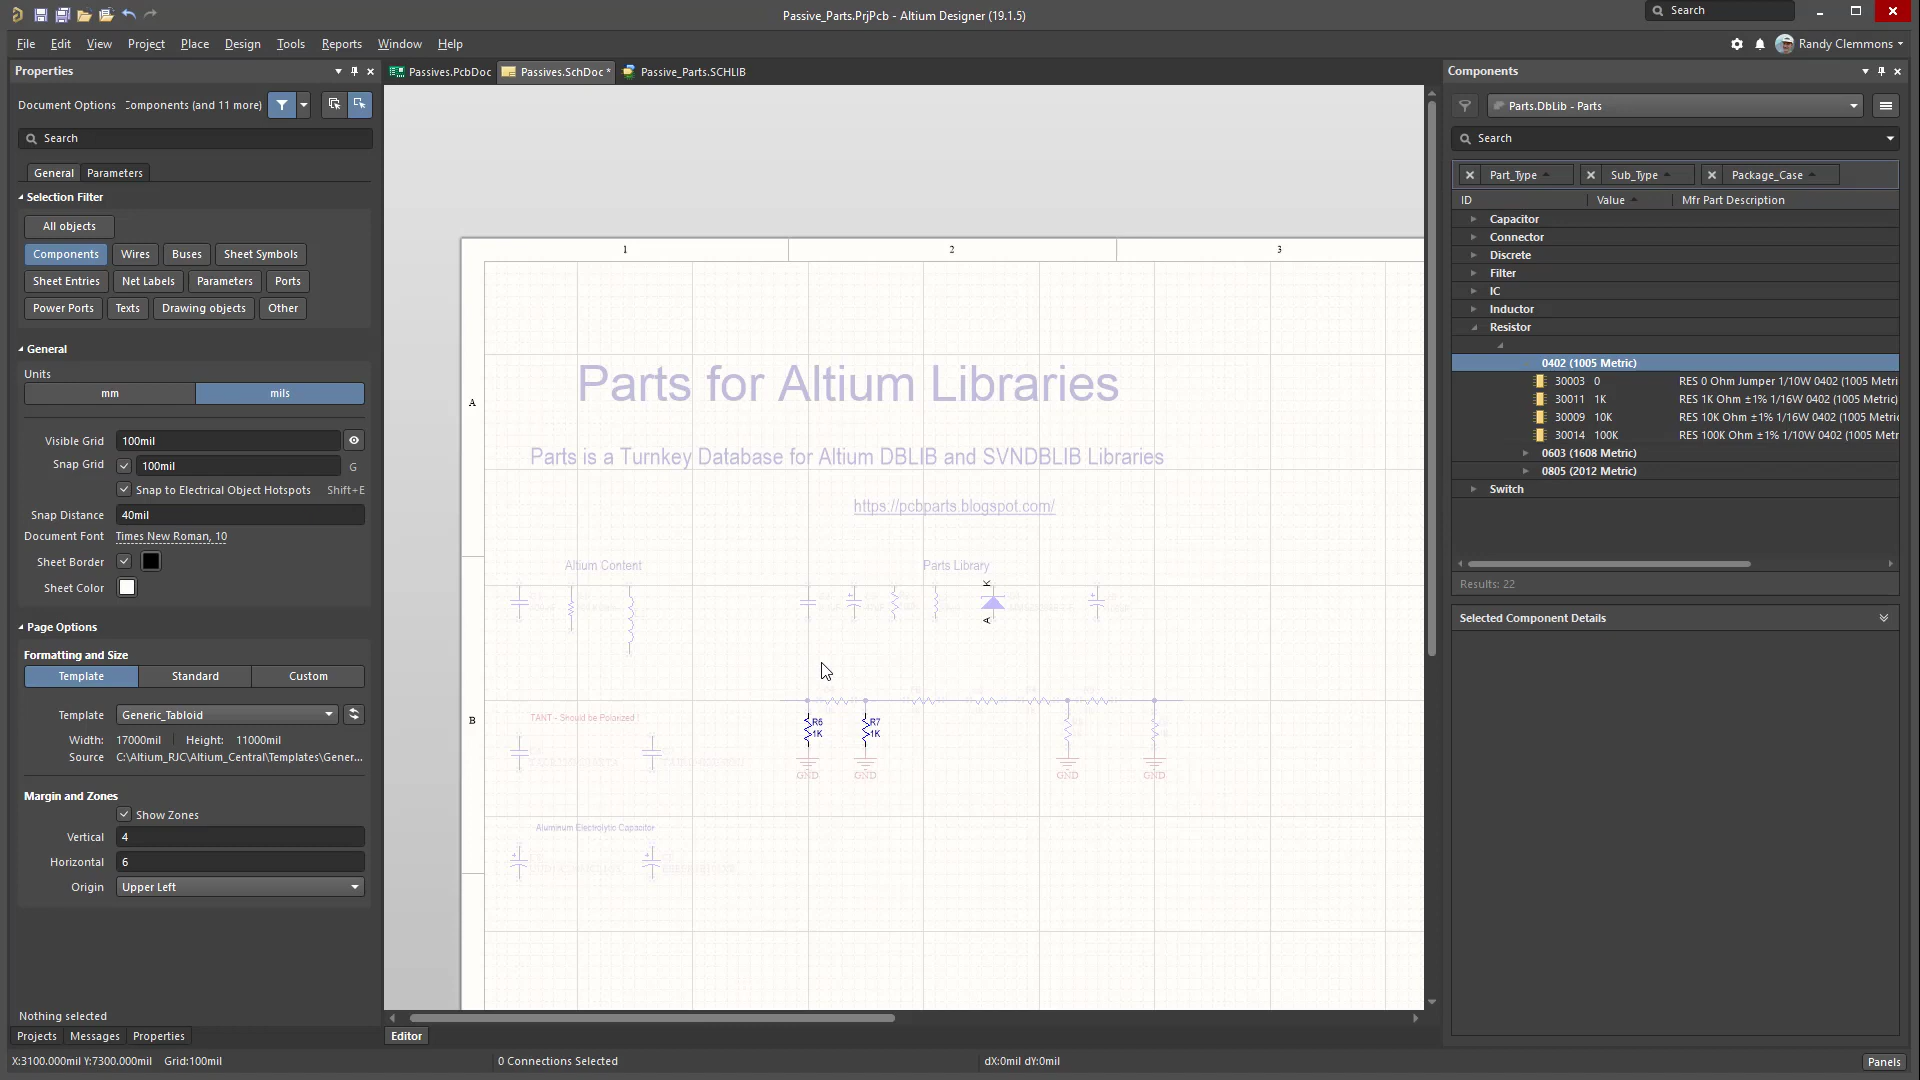 Passive_Parts.PrjPcb - Altium Designer (19.1.5)
Search
File Edit View Project Place Design Tools Reports Window Help
Randy Clemmons
Properties
Passives.PcbDoc
Passives.SchDoc *
Passive_Parts.SCHLIB
Components
Document Options
Components (and 11 more)
Parts.DbLib - Parts
Search
Search
General
Parameters
Part_Type
Sub_Type
Package_Case
Selection Filter
ID Value Mfr Part Description
All objects
Components Wires Buses Sheet Symbols
Sheet Entries Net Labels Parameters Ports
Power Ports Texts Drawing objects Other
Capacitor
Connector
Discrete
Filter
IC
Inductor
Resistor
0402 (1005 Metric)
30003 0 RES 0 Ohm Jumper 1/10W 0402 (1005 Metri
30011 1K RES 1K Ohm ±1% 1/16W 0402 (1005 Metric)
30009 10K RES 10K Ohm ±1% 1/16W 0402 (1005 Metric
30014 100K RES 100K Ohm ±1% 1/10W 0402 (1005 Metr
0603 (1608 Metric)
0805 (2012 Metric)
Switch
Results: 22
Selected Component Details
General
Units
mm mils
Visible Grid 100mil
Snap Grid 100mil G
Snap to Electrical Object Hotspots Shift+E
Snap Distance 40mil
Document Font Times New Roman, 10
Sheet Border
Sheet Color
Page Options
Formatting and Size
Template Standard Custom
Template Generic_Tabloid
Width: 17000mil Height: 11000mil
Source C:\Altium_RJC\Altium_Central\Templates\Gener...
Margin and Zones
Show Zones
Vertical 4
Horizontal 6
Origin Upper Left
Nothing selected
Projects Messages Properties
1 2 3
A
B
Parts for Altium Libraries
Parts is a Turnkey Database for Altium DBLIB and SVNDBLIB Libraries
https://pcbparts.blogspot.com/
Altium Content
Parts Library
K
A
TANT - Should be Polarized !
R6
1K
R7
1K
GND GND GND GND
Aluminum Electrolytic Capacitor
Editor
X:3100.000mil Y:7300.000mil Grid:100mil
0 Connections Selected
dX:0mil dY:0mil
Panels